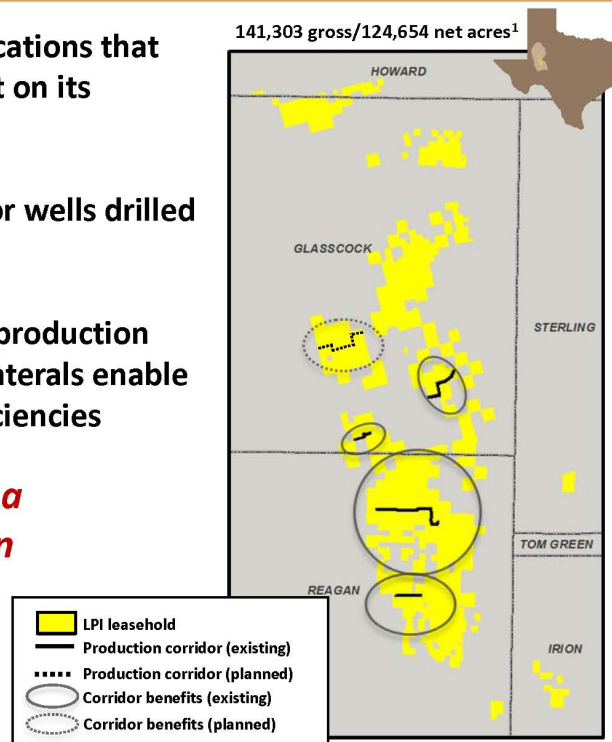 cations that
t on its
or wells drilled
production
aterals enable
ciencies
a
n
141,303 gross/124,654 net acres1
HOWARD
GLASSCOCK
STERLING
TOM GREEN
REAGAN
IRION
LPI leasehold
Production corridor (existing)
Production corridor (planned)
Corridor benefits (existing)
Corridor benefits (planned)